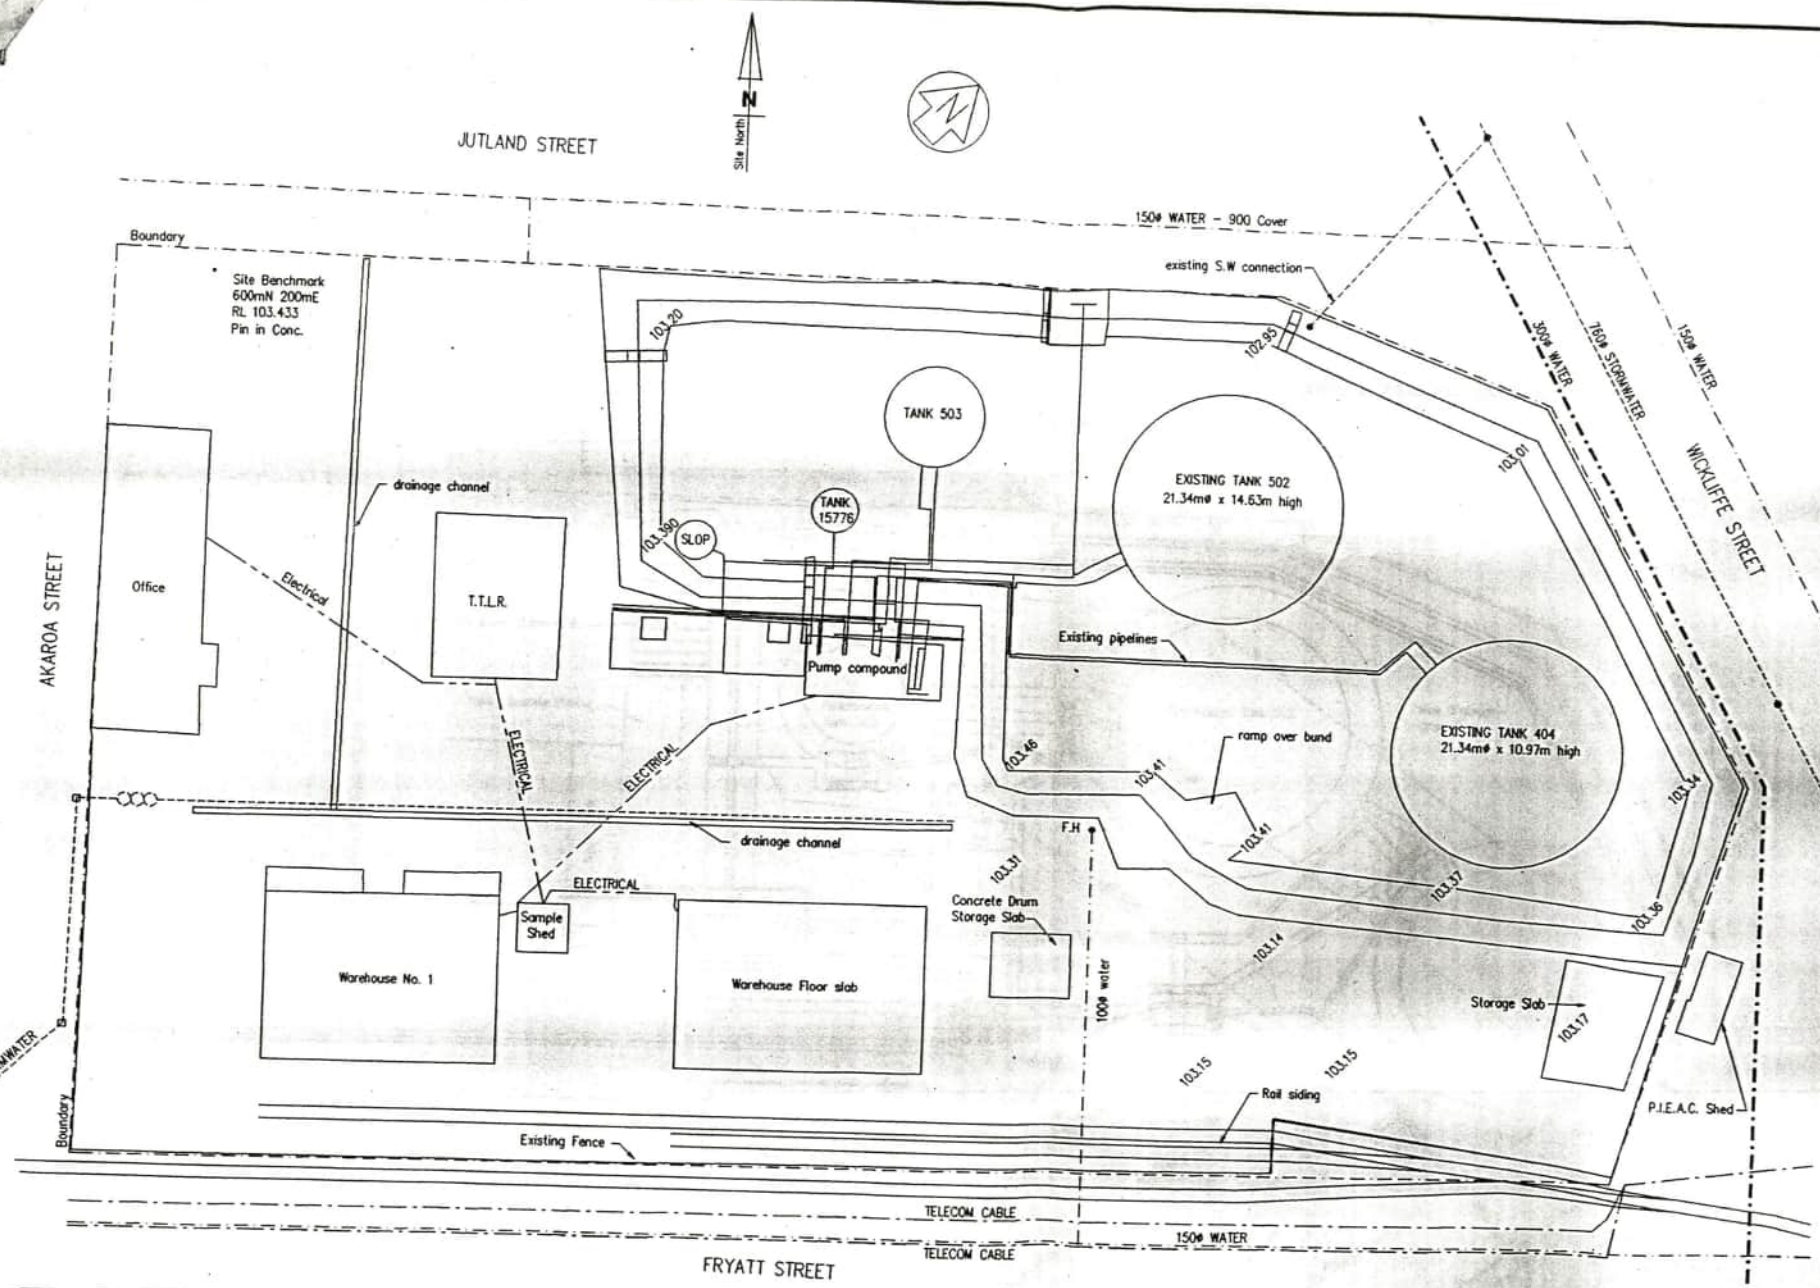 N
Site North
N
JUTLAND STREET
150ø WATER - 900 Cover
Boundary
existing S.W connection
Site Benchmark
600mN 200mE
RL 103.433
Pin in Conc.
103.20
102.95
300ø WATER
760ø STORMWATER
150ø WATER
TANK 503
WICKLIFFE STREET
103.01
EXISTING TANK 502
21.34mø x 14.63m high
drainage channel
TANK
15776
103.390
SLOP
AKAROA STREET
Office
Electrical
T.T.L.R.
Existing pipelines
Pump compound
ELECTRICAL
ELECTRICAL
ramp over bund
EXISTING TANK 404
21.34mø x 10.97m high
103.46
103.41
103.34
F.H
103.41
drainage channel
103.31
103.37
ELECTRICAL
Concrete Drum
Storage Slab
103.36
Sample
Shed
103.14
Warehouse No. 1
Warehouse Floor slab
100ø water
Storage Slab
103.17
103.15
103.15
Rail siding
P.I.E.A.C. Shed
Boundary
Existing Fence
TELECOM CABLE
150ø WATER
TELECOM CABLE
FRYATT STREET